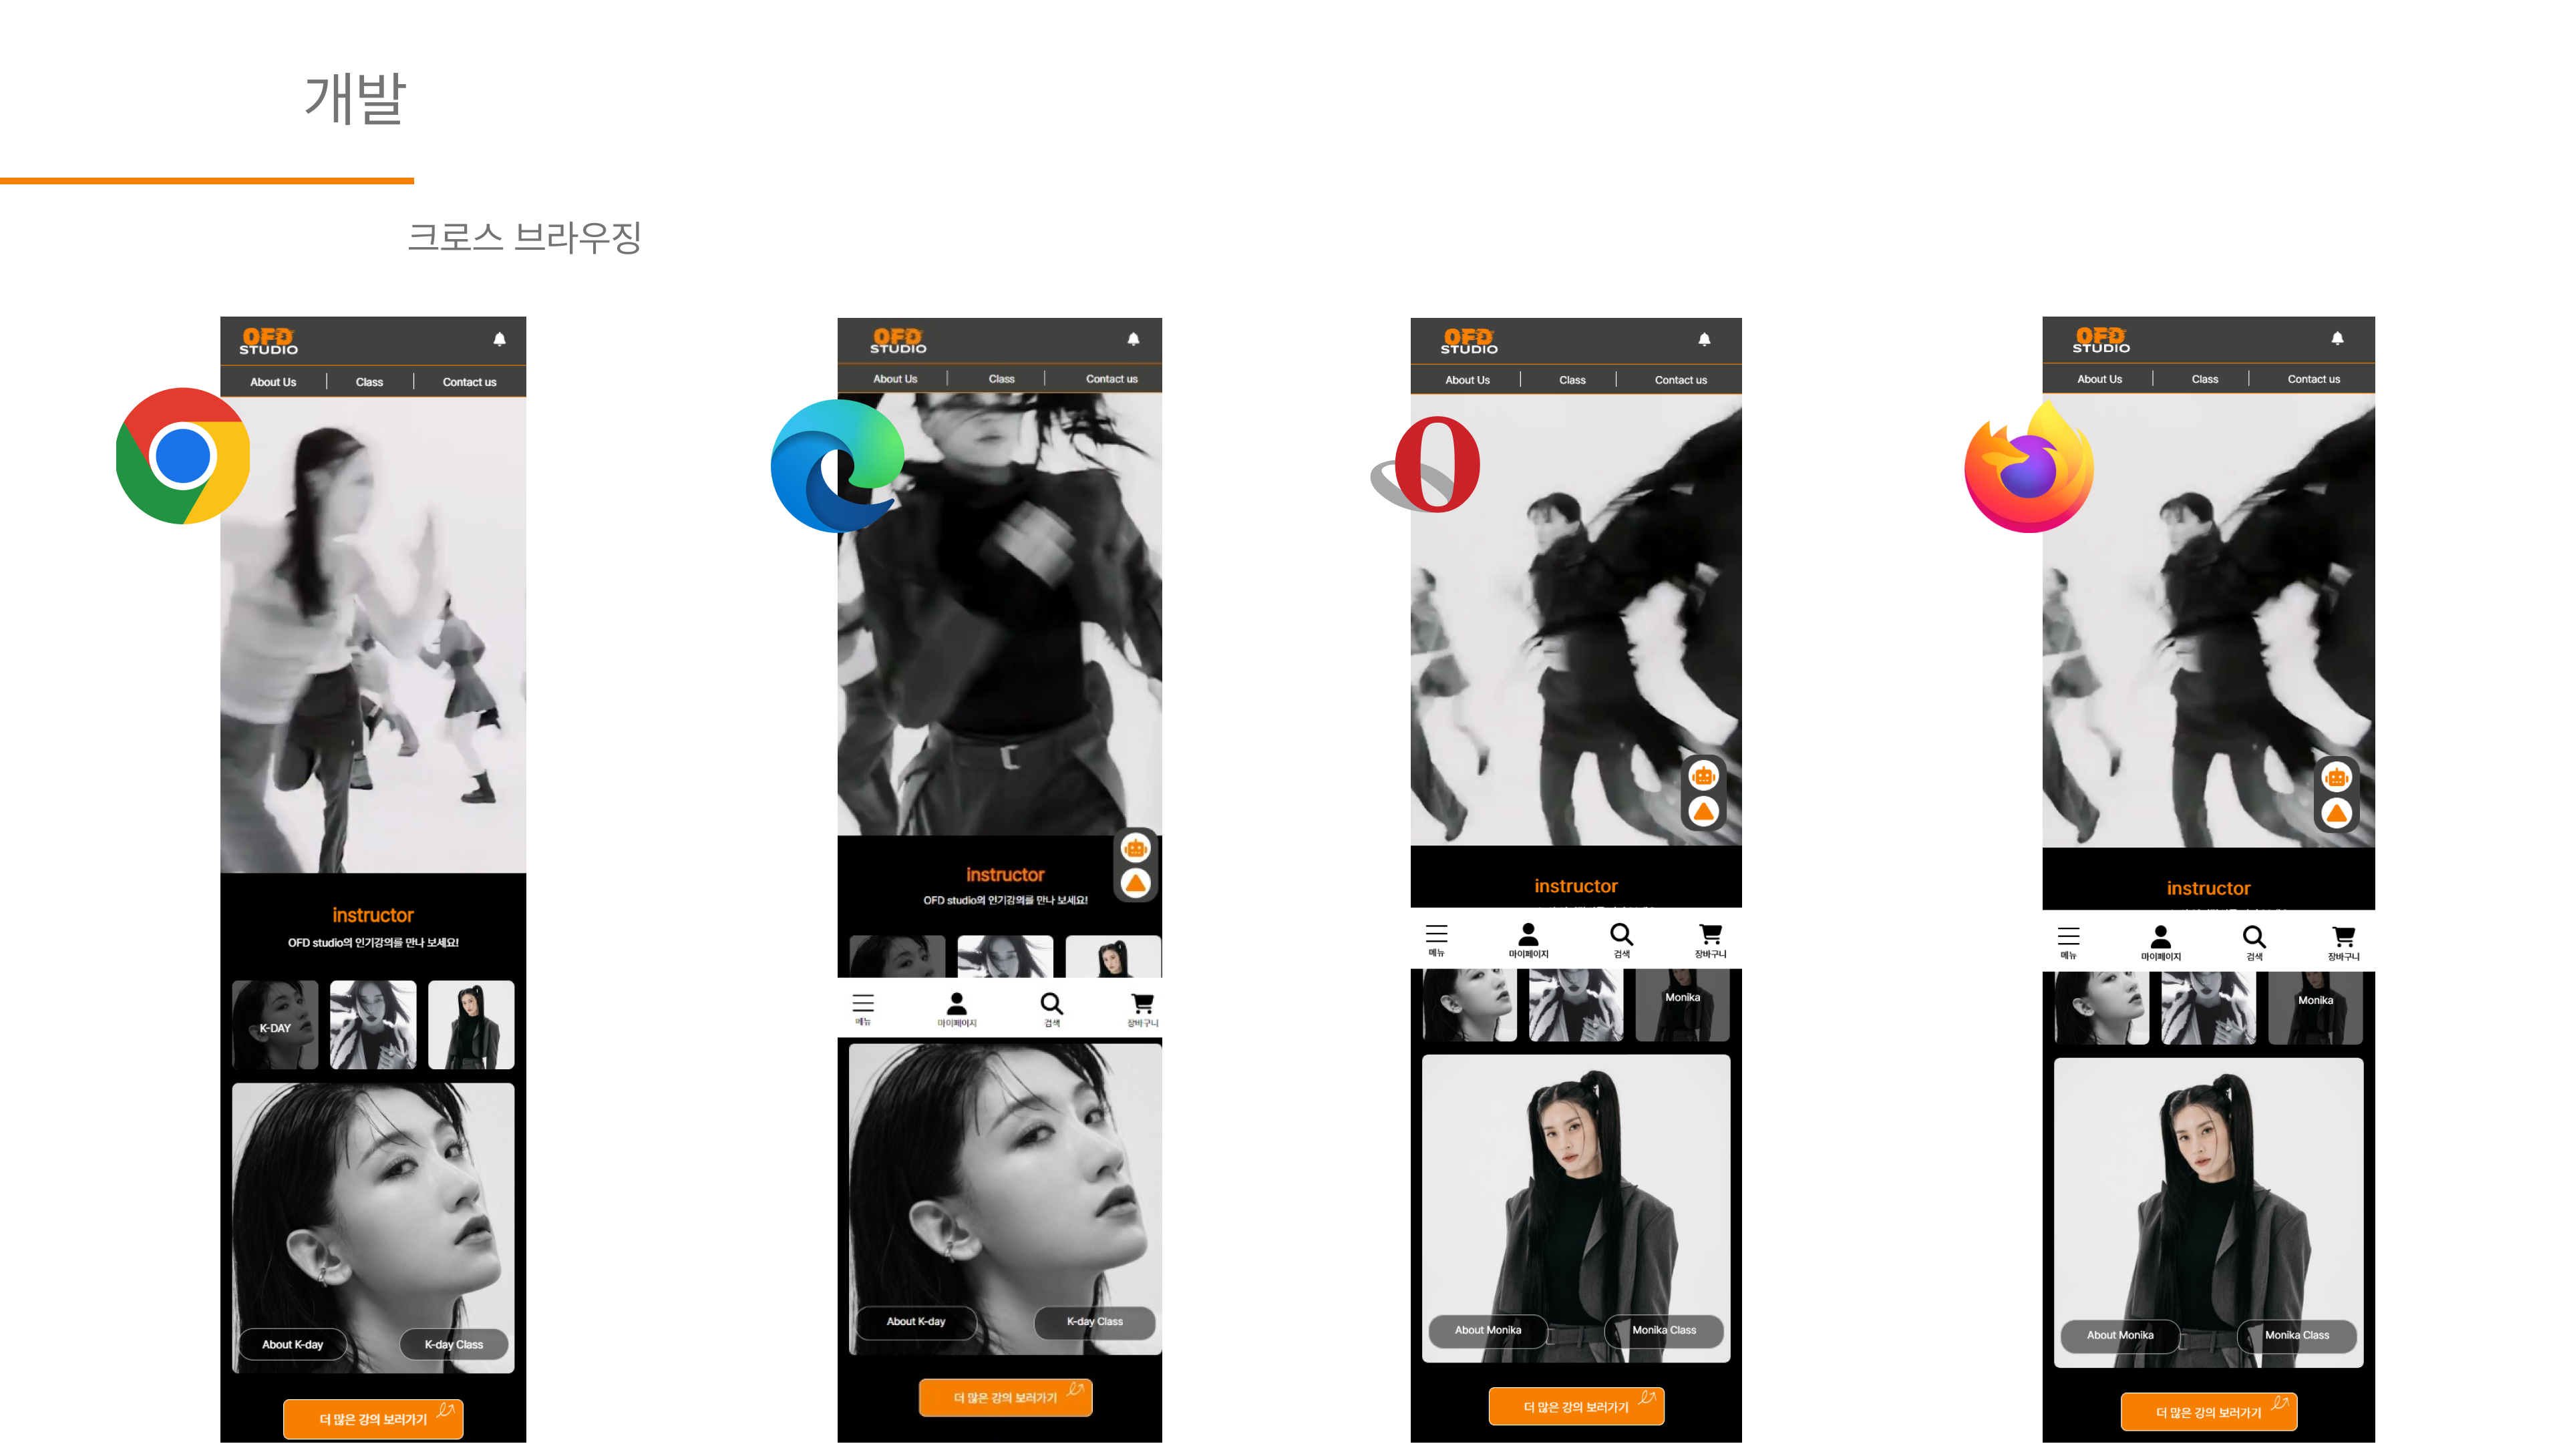 개발
크로스 브라우징
OFD
STUDIO
About Us
Class
Contact us
instructor
OFD studio의 인기강의를 만나 보세요!
K-DAY
About K-day
K-day Class
더 많은 강의 보러가기
OFD
STUDIO
About Us
Class
Contact us
instructor
OFD studio의 인기강의를 만나 보세요!
메뉴
마이페이지
검색
장바구니
About K-day
K-day Class
더 많은 강의 보러가기
OFD
STUDIO
About Us
Class
Contact us
instructor
메뉴
마이페이지
검색
장바구니
Monika
About Monika
Monika Class
더 많은 강의 보러가기
OFD
STUDIO
About Us
Class
Contact us
instructor
메뉴
마이페이지
검색
장바구니
Monika
About Monika
Monika Class
더 많은 강의 보러가기